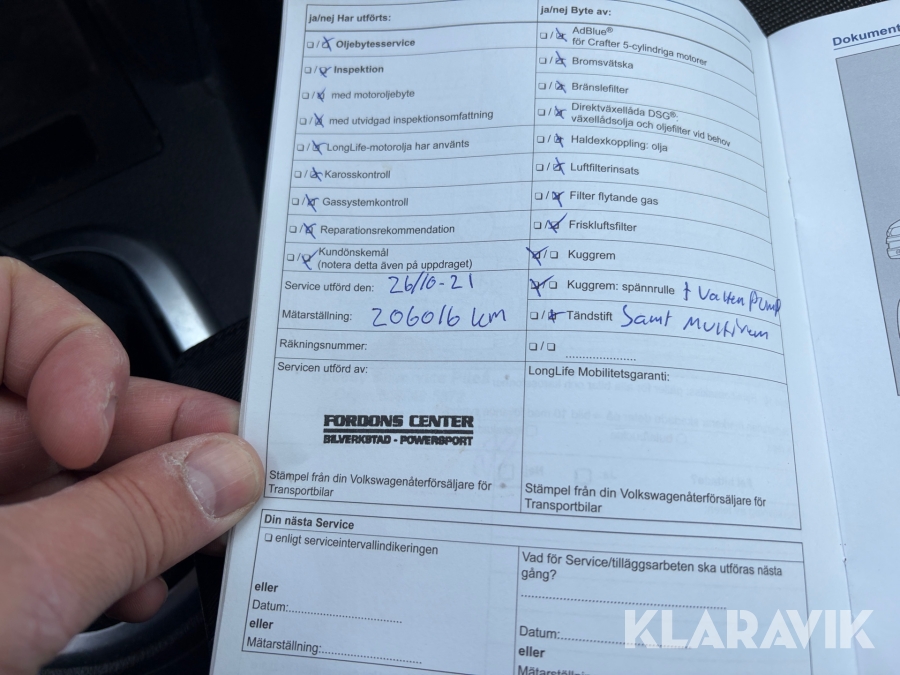 ja/nej Har utförts:
❏/❏ Oljebytesservice
❏/❏ Inspektion
❏/❏ med motoroljebyte
❏/❏ med utvidgad inspektionsomfattning
❏/❏ LongLife-motorolja har använts
❏/❏ Karosskontroll
❏/❏ Gassystemkontroll
❏/❏ Reparationsrekommendation
❏/❏ Kundönskemål
(notera detta även på uppdraget)
Service utförd den: 26/10-21
Mätarställning: 206016 km
Räkningsnummer:
Servicen utförd av:
FORDONS CENTER
BILVERKSTAD - POWERSPORT
Stämpel från din Volkswagenåterförsäljare för
Transportbilar
ja/nej Byte av:
❏/❏ AdBlue®
för Crafter 5-cylindriga motorer
❏/❏ Bromsvätska
❏/❏ Bränslefilter
❏/❏ Direktväxellåda DSG®:
växellådsolja och oljefilter vid behov
❏/❏ Haldexkoppling: olja
❏/❏ Luftfilterinsats
❏/❏ Filter flytande gas
❏/❏ Friskluftsfilter
❏/❏ Kuggrem
❏/❏ Kuggrem: spännrulle + Vattenpump
❏/❏ Tändstift Samt Multirem
❏/❏ ....................
LongLife Mobilitetsgaranti:
Stämpel från din Volkswagenåterförsäljare för
Transportbilar
Din nästa Service
❏ enligt serviceintervallindikeringen
eller
Datum:..............................
eller
Mätarställning:..............................
Vad för Service/tilläggsarbeten ska utföras nästa
gång?
Datum:..............................
eller
Mätarställning
Dokument
KLARAVIK